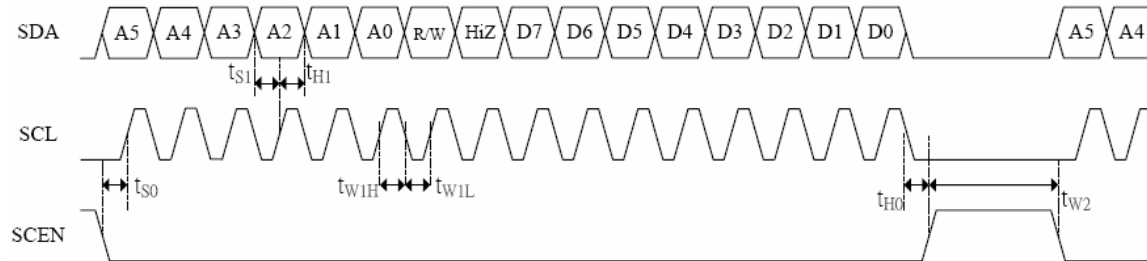 SDA A5 A4 A3 A2 A1 A0 R/W HiZ D7 D6 D5 D4 D3 D2 D1 D0 A5 A4
tS1 tH1
SCL
tS0 tW1H tW1L tH0 tW2
SCEN